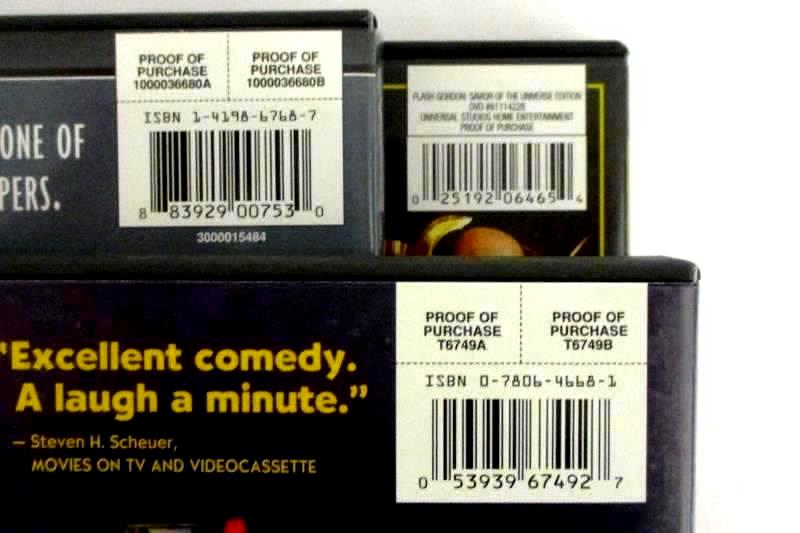 ONE OF
PERS.
PROOF OF
PURCHASE
1000036680A
PROOF OF
PURCHASE
1000036680B
ISBN 1-4198-6768-7
8 83929 00753 0
3000015484
FLASH GORDON: SAVIOR OF THE UNIVERSE EDITION
DVD #61114228
UNIVERSAL STUDIOS HOME ENTERTAINMENT
PROOF OF PURCHASE
0 25192 06465 4
"Excellent comedy.
A laugh a minute."
– Steven H. Scheuer,
MOVIES ON TV AND VIDEOCASSETTE
PROOF OF
PURCHASE
T6749A
PROOF OF
PURCHASE
T6749B
ISBN 0-7806-4668-1
0 53939 67492 7